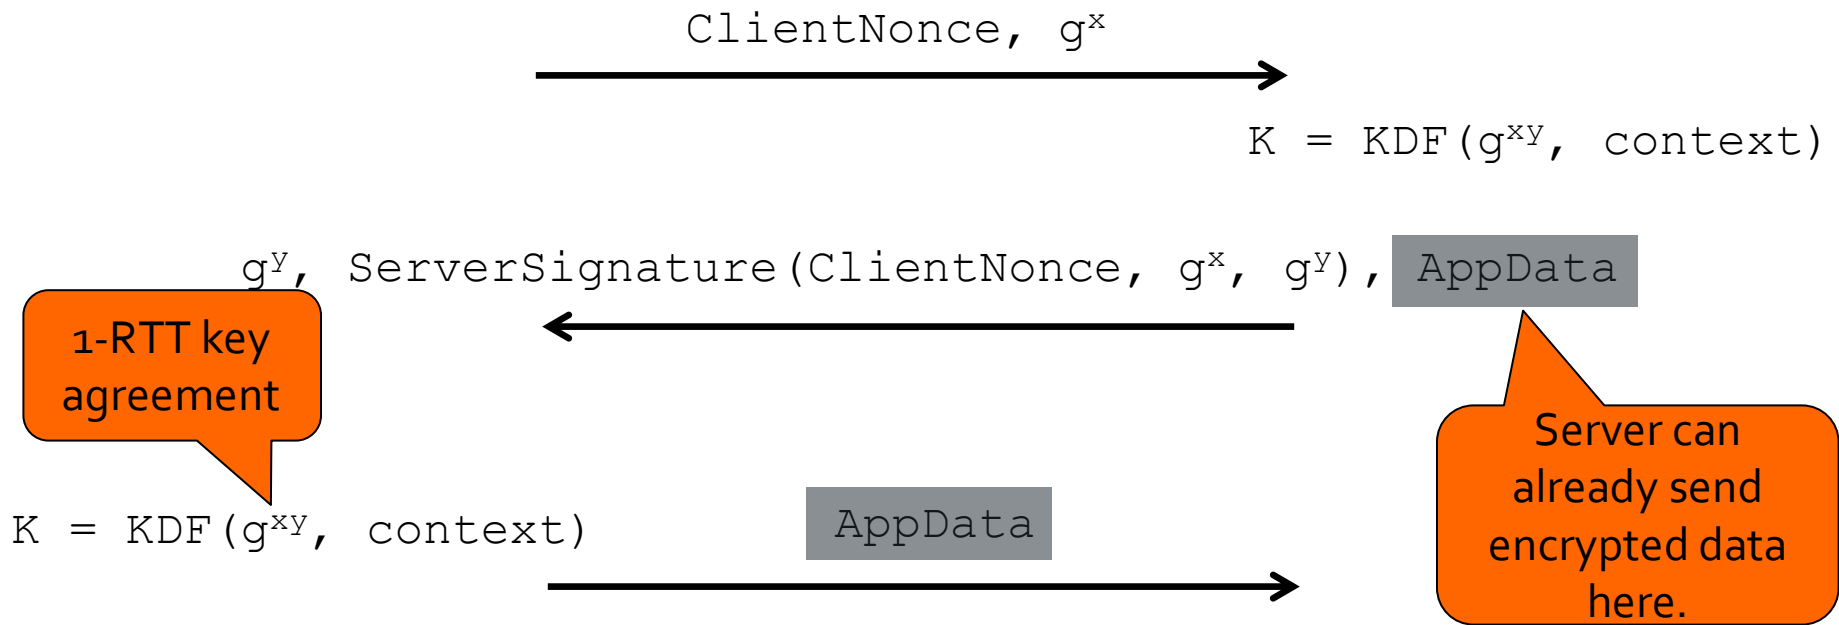 ClientNonce, gˣ
K = KDF(gˣʸ, context)
gʸ, ServerSignature(ClientNonce, gˣ, gʸ), AppData
1-RTT key
agreement
Server can
already send
encrypted data
here.
K = KDF(gˣʸ, context)
AppData